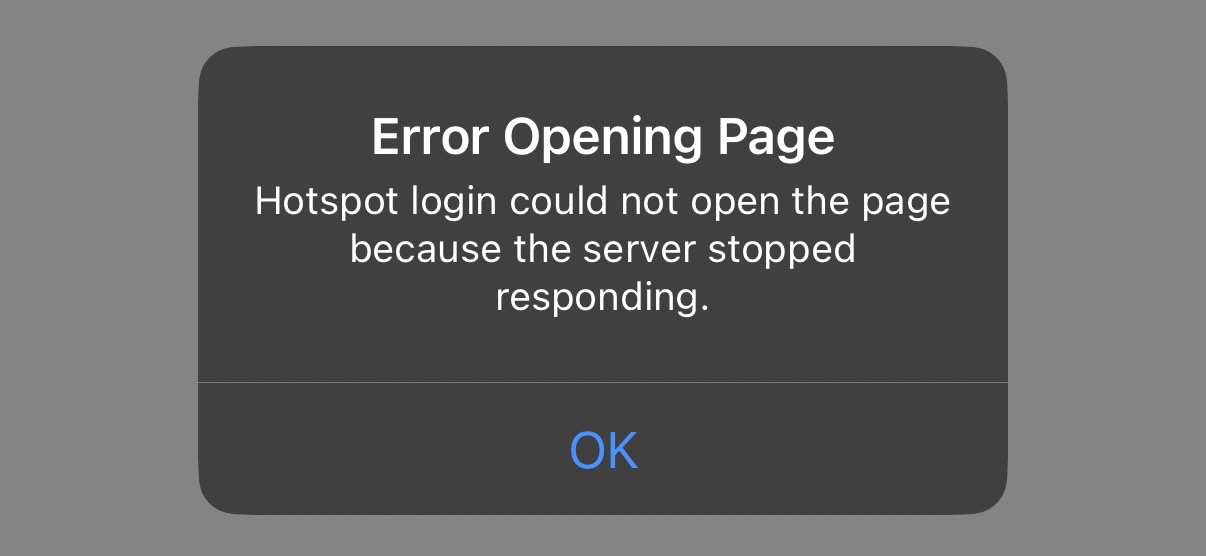 Error Opening Page
Hotspot login could not open the page
because the server stopped
responding.
OK